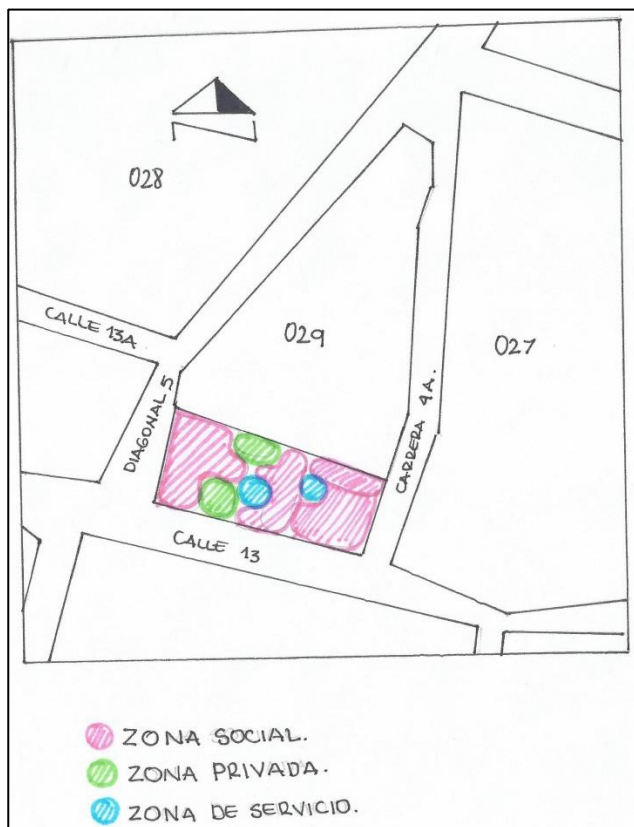 028
CALLE 13A
029
027
DIAGONAL 5
CARRERA 4A.
CALLE 13
ZONA SOCIAL.
ZONA PRIVADA.
ZONA DE SERVICIO.